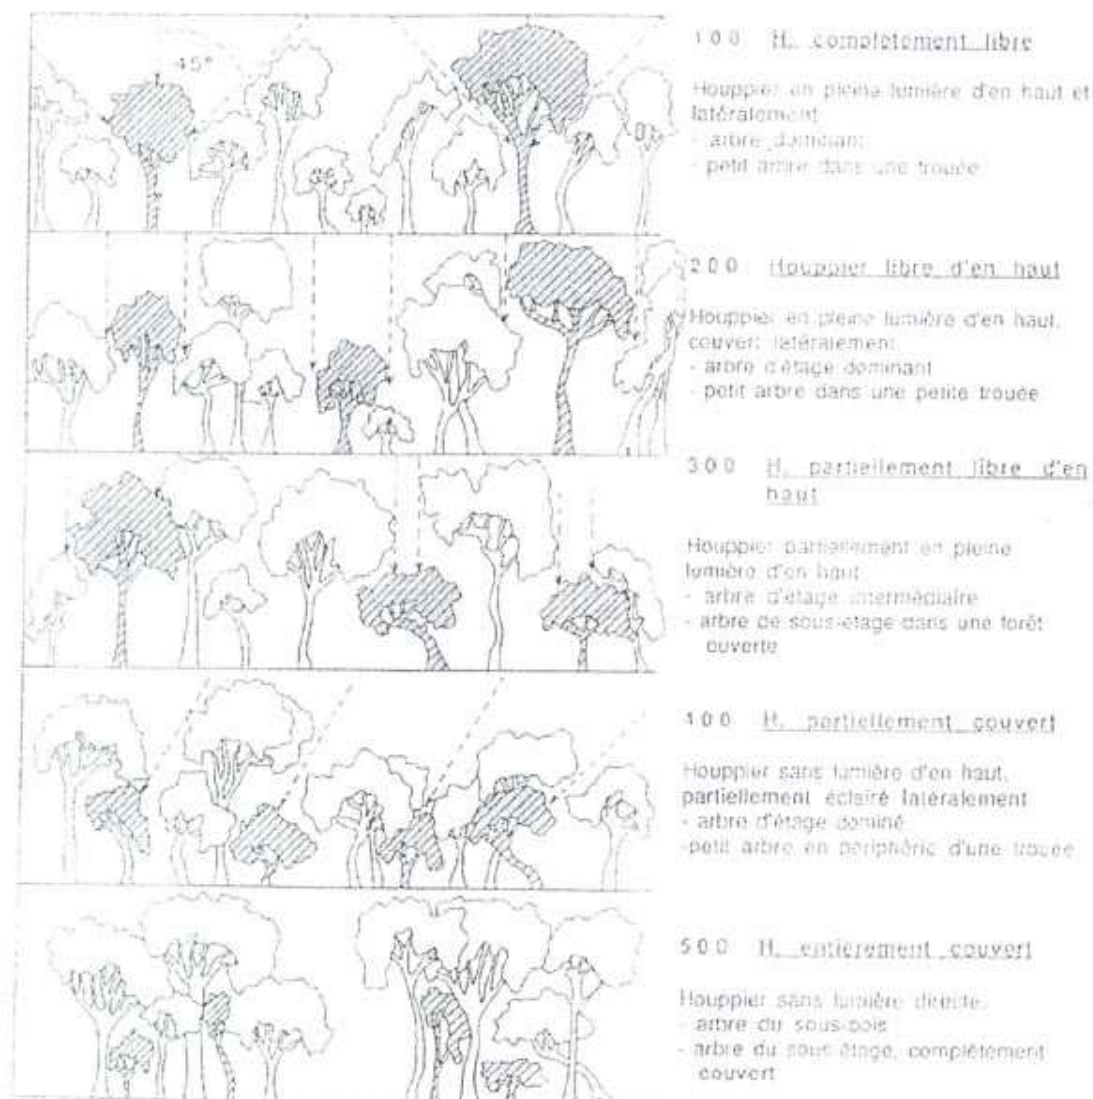 45°
100 H. complètement libre
Houppier en pleine lumière d'en haut et
latéralement
- arbre dominant
- petit arbre dans une trouée
200 Houppier libre d'en haut
Houppier en pleine lumière d'en haut,
couvert latéralement
- arbre d'étage dominant
- petit arbre dans une petite trouée
300 H. partiellement libre d'en
haut
Houppier partiellement en pleine
lumière d'en haut
- arbre d'étage intermédiaire
- arbre de sous-étage dans une forêt
ouverte
400 H. partiellement couvert
Houppier sans lumière d'en haut,
partiellement éclairé latéralement
- arbre d'étage dominé
- petit arbre en périphérie d'une trouée
500 H. entièrement couvert
Houppier sans lumière directe.
- arbre du sous-bois
- arbre du sous étage, complètement
couvert